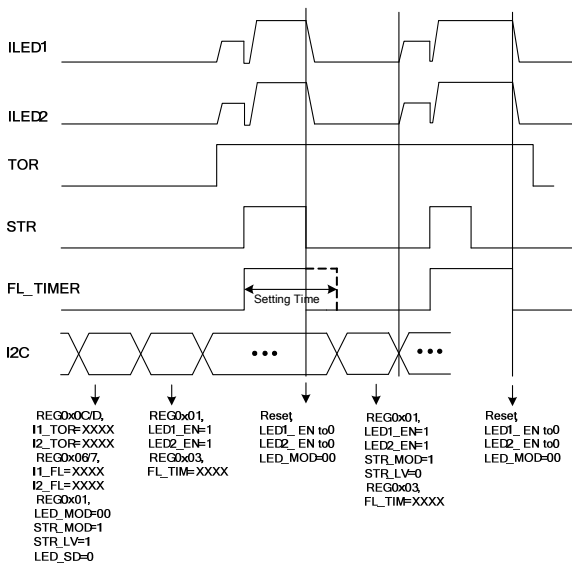 ILED1
ILED2
TOR
STR
FL_TIMER
Setting Time
I2C
•••
•••
REG0x0C/D,
I1_TOR=XXXX
I2_TOR=XXXX
REG0x06/7,
I1_FL=XXXX
I2_FL=XXXX
REG0x01,
LED_MOD=00
STR_MOD=1
STR_LV=1
LED_SD=0
REG0x01,
LED1_EN=1
LED2_EN=1
REG0x03,
FL_TIM=XXXX
Reset,
LED1_ EN to0
LED2_ EN to0
LED_MOD=00
REG0x01,
LED1_EN=1
LED2_EN=1
STR_MOD=1
STR_LV=0
REG0x03,
FL_TIM=XXXX
Reset,
LED1_ EN to0
LED2_ EN to0
LED_MOD=00